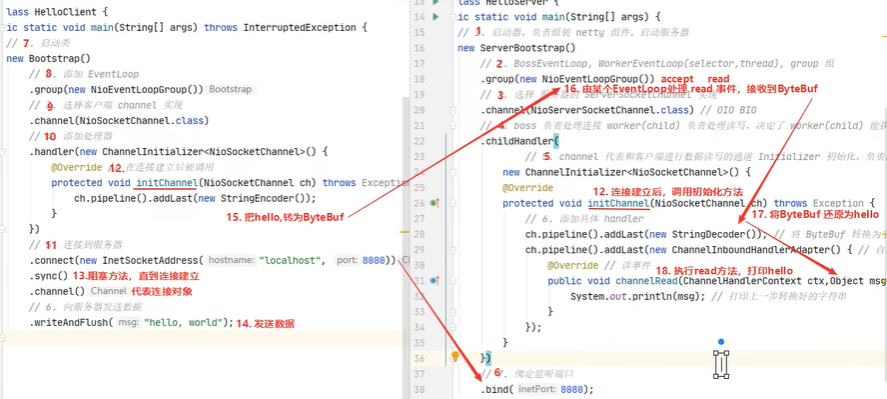 lass HelloClient {
ic static void main(String[] args) throws InterruptedException {
// 7. 启动类
new Bootstrap()
// 8. 添加 EventLoop
.group(new NioEventLoopGroup()) Bootstrap
// 9. 选择客户端 channel 实现
.channel(NioSocketChannel.class)
// 10 添加处理器
.handler(new ChannelInitializer<NioSocketChannel>() {
@Override // 在连接建立后被调用
12.
protected void initChannel(NioSocketChannel ch) throws Exception
ch.pipeline().addLast(new StringEncoder());
15. 把hello,转为ByteBuf
}
})
// 11 连接到服务器
.connect(new InetSocketAddress( hostname: "localhost", port: 8080))
.sync() 13.阻塞方法，直到连接建立
.channel() Channel 代表连接对象
// 6. 向服务器发送数据
.writeAndFlush( msg: "hello, world"); 14. 发送数据
13
lass HelloServer {
14
ic static void main(String[] args) {
15
// 1. 启动器，负责组装 netty 组件，启动服务器
16
new ServerBootstrap()
17
// 2. BossEventLoop, WorkerEventLoop(selector,thread), group 组
18
.group(new NioEventLoopGroup()) accept read
16. 由某个EventLoop处理 read 事件，接收到ByteBuf
19
// 3. 选择 服务器的 ServerSocketChannel 实现
20
.channel(NioServerSocketChannel.class) // OIO BIO
21
// 4. boss 负责处理连接 worker(child) 负责处理读写，决定了 worker(child) 能执
22
.childHandler(
23
// 5. channel 代表和客户端进行数据读写的通道 Initializer 初始化，负责
24
new ChannelInitializer<NioSocketChannel>() {
25
@Override
12. 连接建立后，调用初始化方法
26
protected void initChannel(NioSocketChannel ch) throws Exception {
17. 将ByteBuf 还原为hello
27
// 6. 添加具体 handler
28
ch.pipeline().addLast(new StringDecoder()); // 将 ByteBuf 转换为字
29
ch.pipeline().addLast(new ChannelInboundHandlerAdapter() { // 自
30
@Override // 读事件
18. 执行read方法，打印hello
31
public void channelRead(ChannelHandlerContext ctx,Object msg
32
System.out.println(msg); // 打印上一步转换好的字符串
33
}
34
});
35
}
36
})
37
// 6 绑定监听端口
38
.bind( inetPort: 8080);